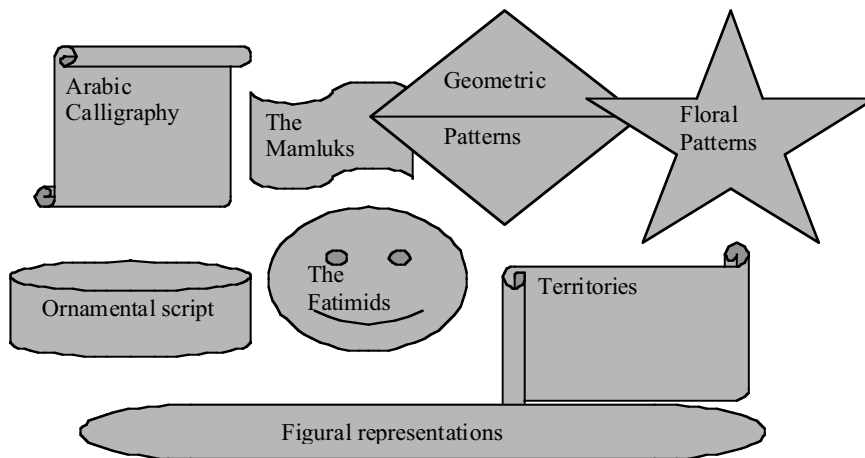 Arabic
Calligraphy
The
Mamluks
Geometric
Patterns
Floral
Patterns
Ornamental script
The
Fatimids
Territories
Figural representations